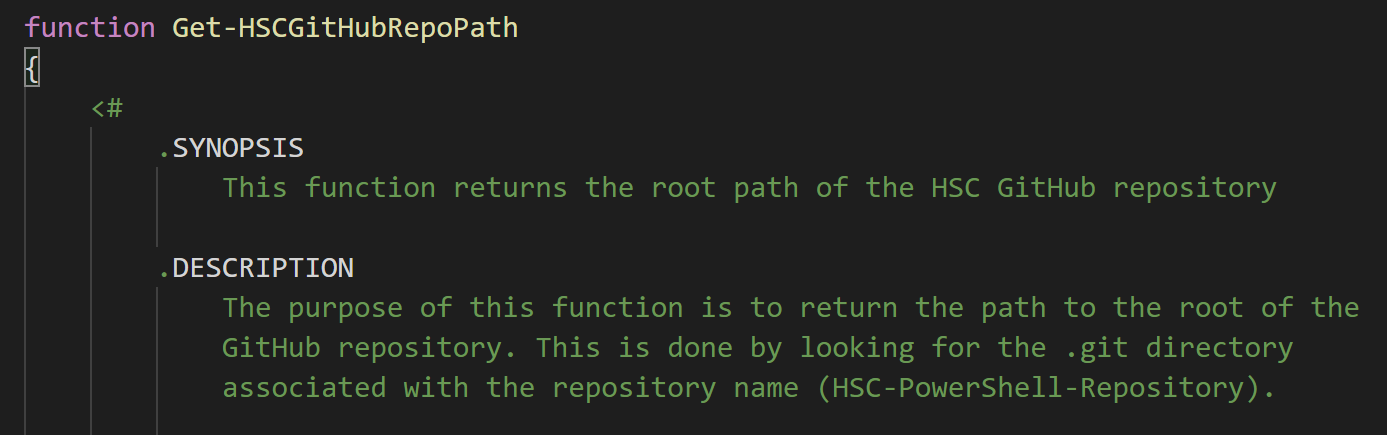 function Get-HSCGitHubRepoPath
{
<#
.SYNOPSIS
This function returns the root path of the HSC GitHub repository
.DESCRIPTION
The purpose of this function is to return the path to the root of the
GitHub repository. This is done by looking for the .git directory
associated with the repository name (HSC-PowerShell-Repository).